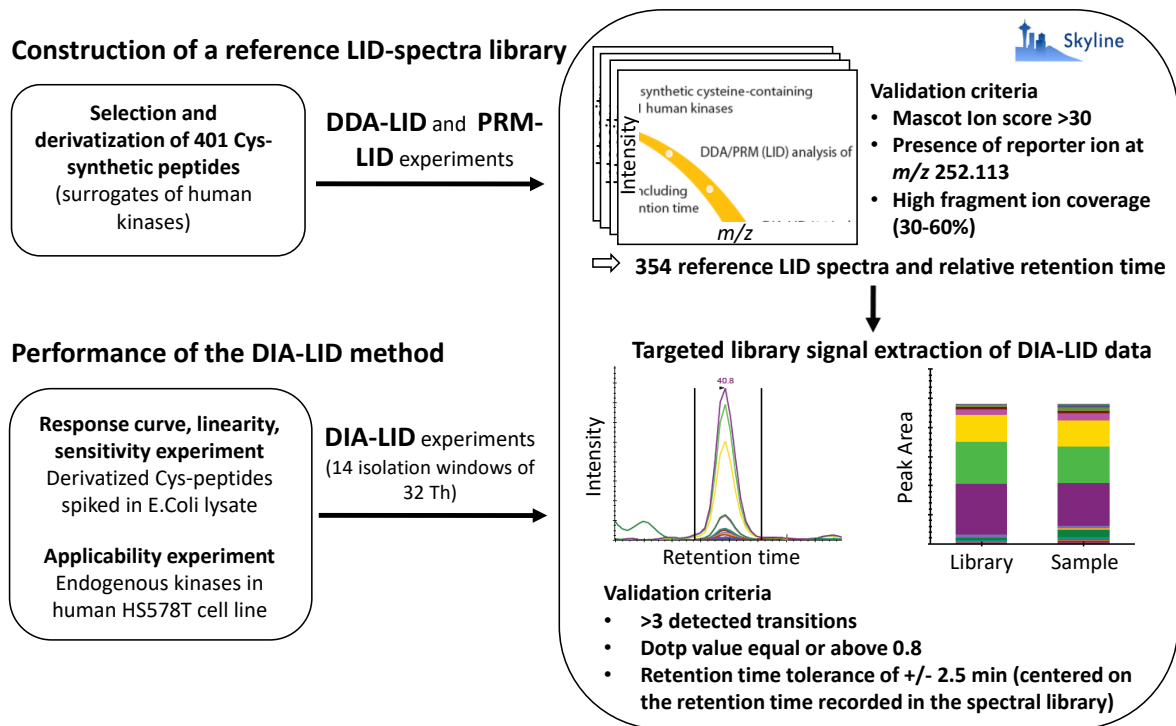 Construction of a reference LID-spectra library
Selection and
derivatization of 401 Cys-
synthetic peptides
(surrogates of human
kinases)
DDA-LID and PRM-
LID experiments
Skyline
synthetic cysteine-containing
human kinases
DDA/PRM (LID) analysis of
ncluding
ntion time
Intensity
m/z
Validation criteria
• Mascot Ion score >30
• Presence of reporter ion at
m/z 252.113
• High fragment ion coverage
(30-60%)
⇨ 354 reference LID spectra and relative retention time
Performance of the DIA-LID method
Response curve, linearity,
sensitivity experiment
Derivatized Cys-peptides
spiked in E.Coli lysate
Applicability experiment
Endogenous kinases in
human HS578T cell line
DIA-LID experiments
(14 isolation windows of
32 Th)
Targeted library signal extraction of DIA-LID data
40.8
Intensity
Retention time
Peak Area
Library Sample
Validation criteria
• >3 detected transitions
• Dotp value equal or above 0.8
• Retention time tolerance of +/- 2.5 min (centered on
the retention time recorded in the spectral library)